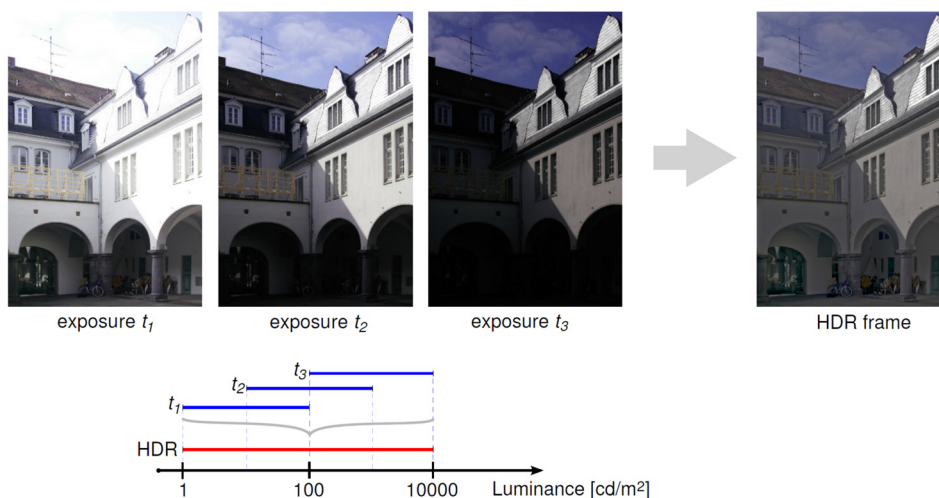 exposure t1
exposure t2
exposure t3
HDR frame
t3
t2
t1
HDR
1 100 10000 Luminance [cd/m²]